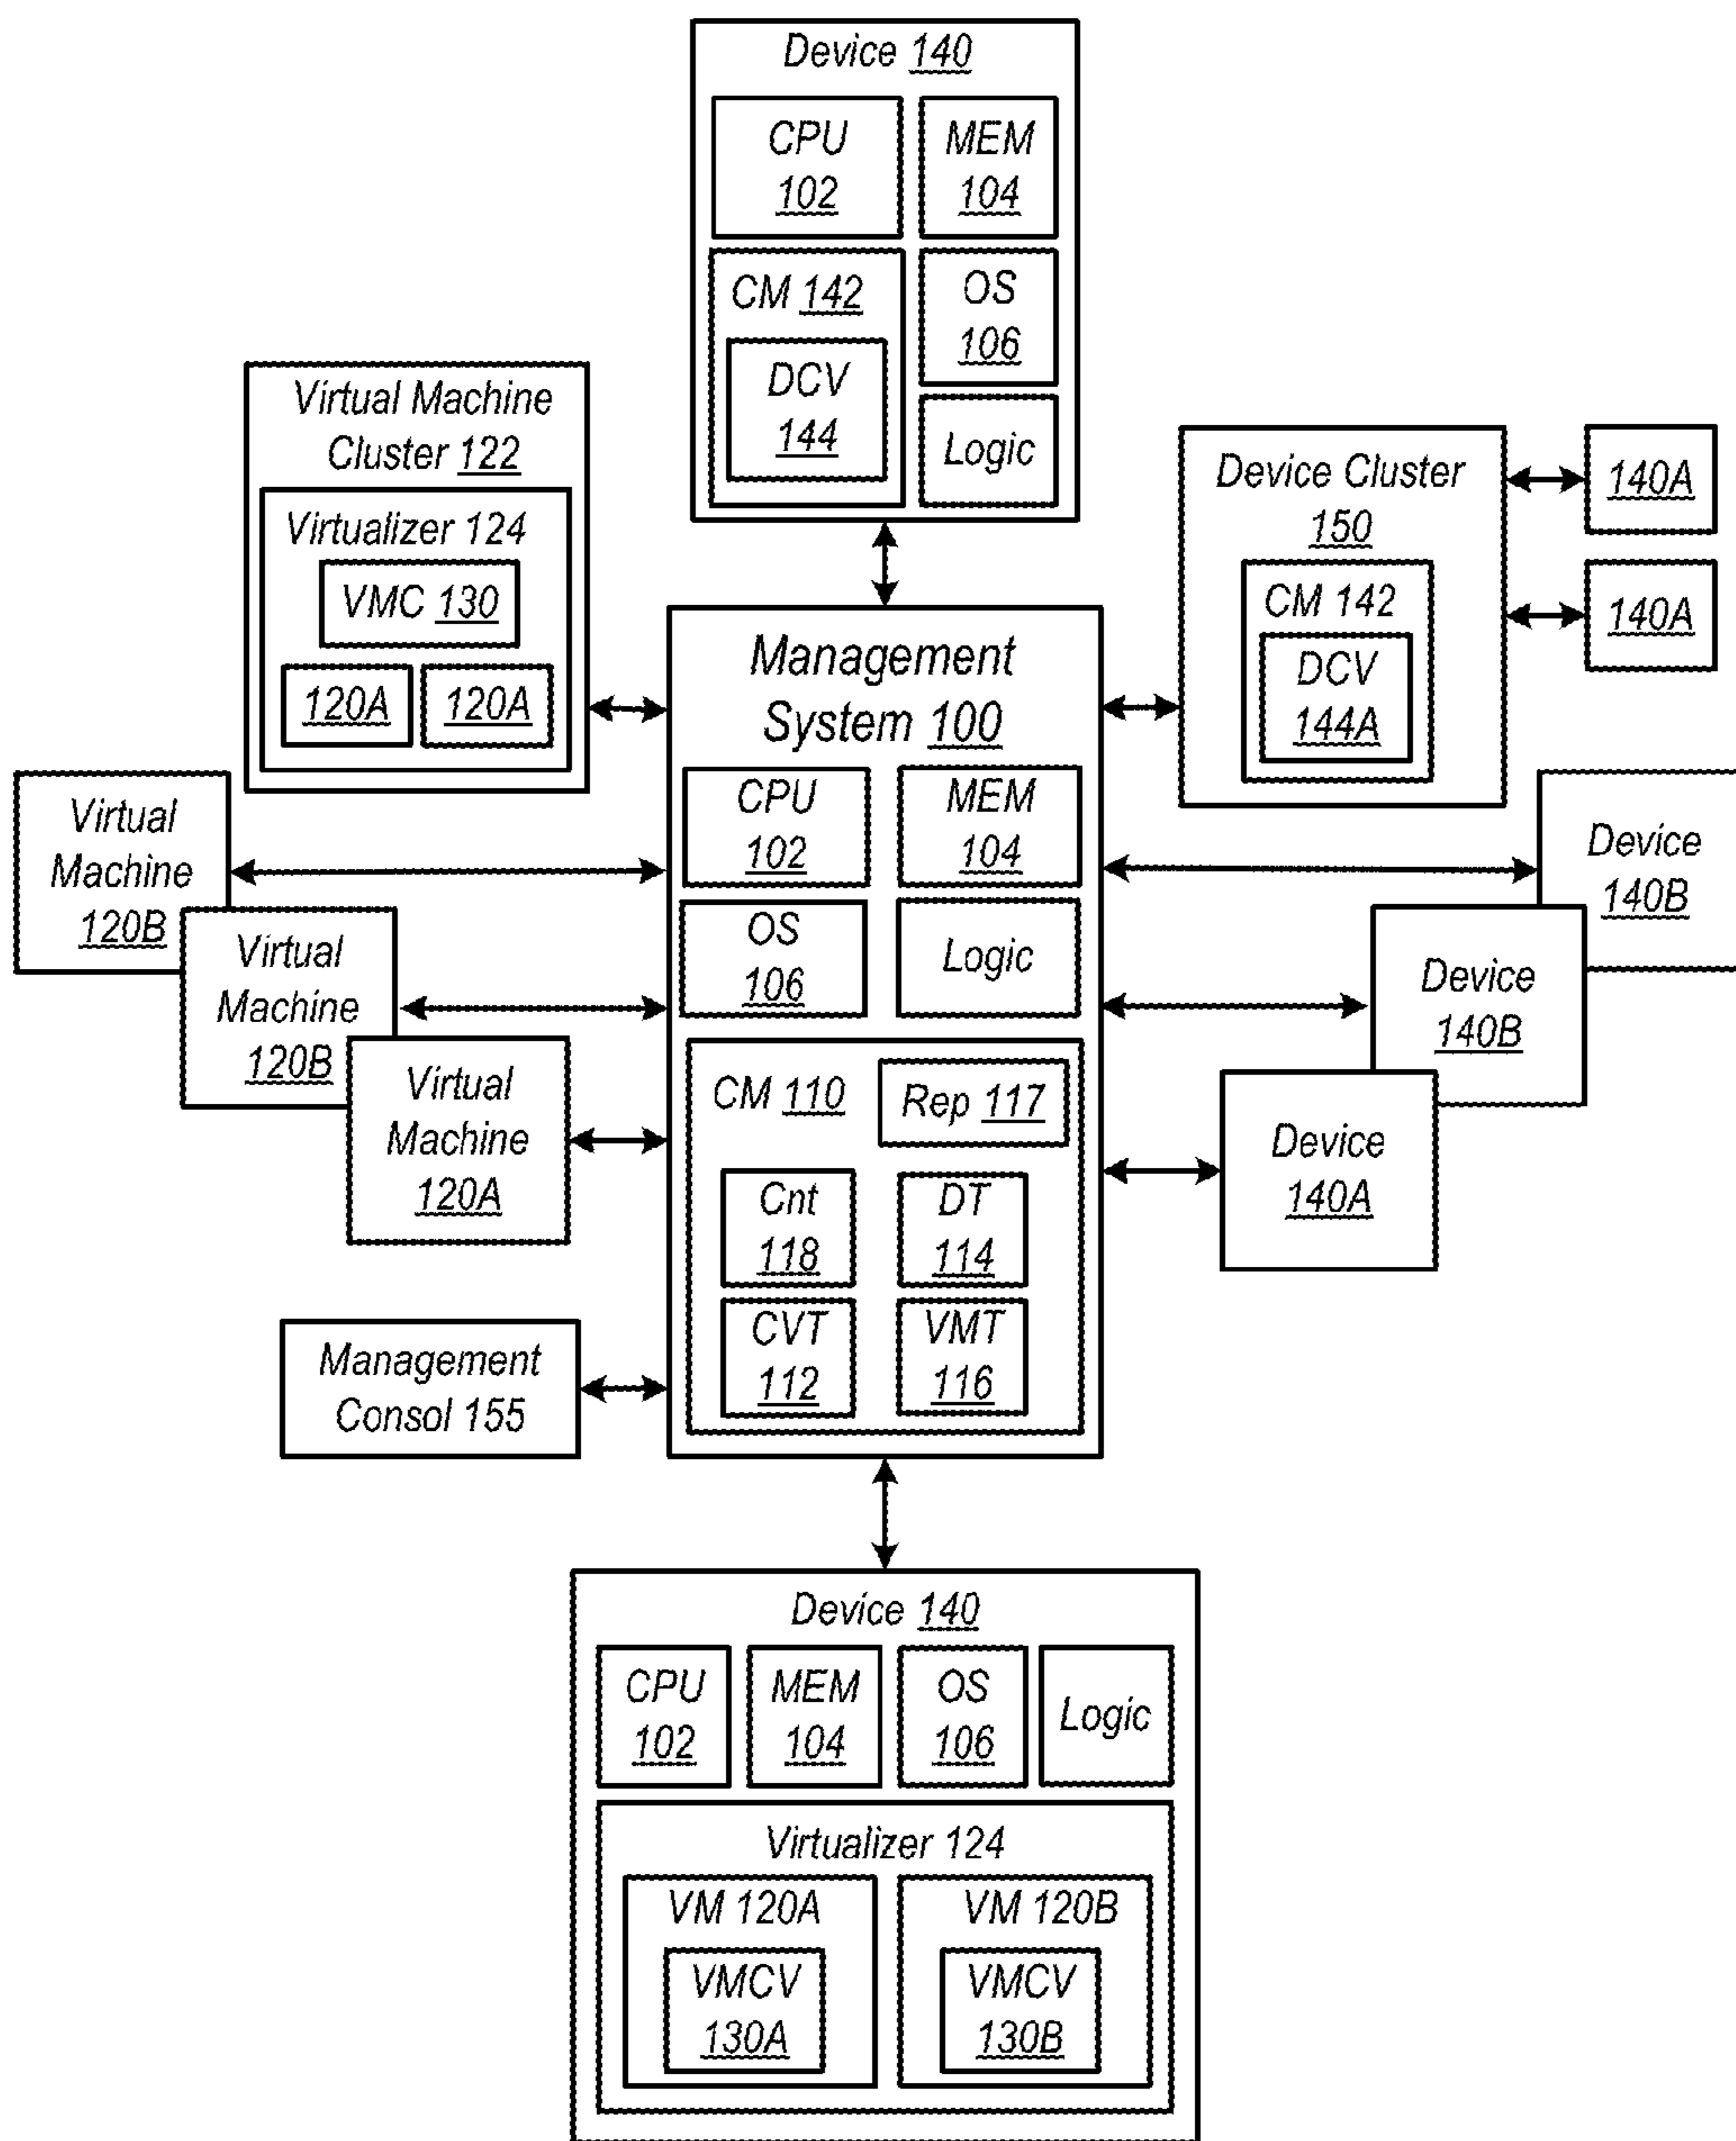 Device 140
CPU
102
MEM
104
CM 142
DCV
144
OS
106
Logic
Virtual Machine
Cluster 122
Virtualizer 124
VMC 130
120A
120A
Device Cluster
150
CM 142
DCV
144A
140A
140A
Management
System 100
CPU
102
MEM
104
OS
106
Logic
CM 110
Rep 117
Cnt
118
DT
114
CVT
112
VMT
116
Virtual
Machine
120B
Virtual
Machine
120B
Virtual
Machine
120A
Device
140B
Device
140B
Device
140A
Management
Consol 155
Device 140
CPU
102
MEM
104
OS
106
Logic
Virtualizer 124
VM 120A
VMCV
130A
VM 120B
VMCV
130B